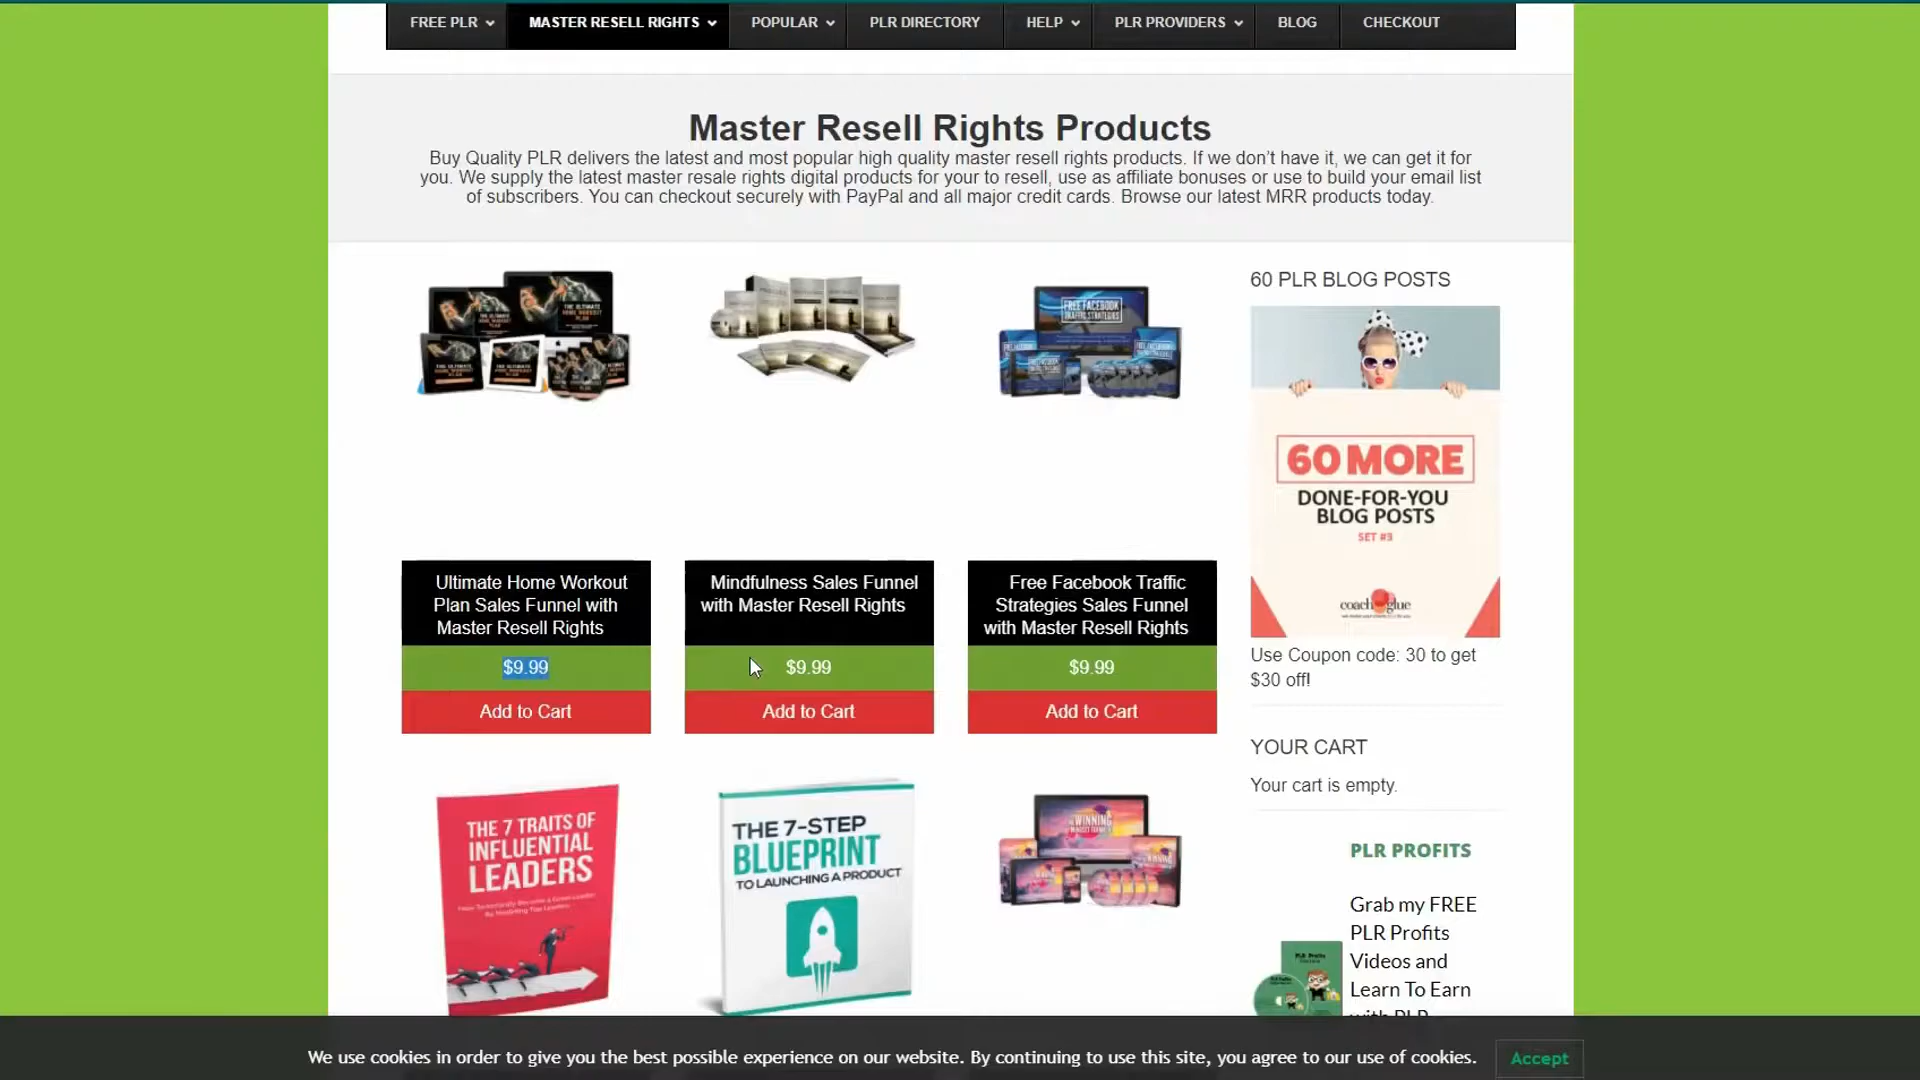 FREE PLR
MASTER RESELL RIGHTS
POPULAR
PLR DIRECTORY
HELP
PLR PROVIDERS
BLOG
CHECKOUT
Master Resell Rights Products
Buy Quality PLR delivers the latest and most popular high quality master resell rights products. If we don’t have it, we can get it for
you. We supply the latest master resale rights digital products for your to resell, use as affiliate bonuses or use to build your email list
of subscribers. You can checkout securely with PayPal and all major credit cards. Browse our latest MRR products today.
FREE FACEBOOK
TRAFFIC STRATEGIES
Ultimate Home Workout
Plan Sales Funnel with
Master Resell Rights
$9.99
Add to Cart
Mindfulness Sales Funnel
with Master Resell Rights
$9.99
Add to Cart
Free Facebook Traffic
Strategies Sales Funnel
with Master Resell Rights
$9.99
Add to Cart
THE 7 TRAITS OF
INFLUENTIAL
LEADERS
THE 7-STEP
BLUEPRINT
TO LAUNCHING A PRODUCT
60 PLR BLOG POSTS
60 MORE
DONE-FOR-YOU
BLOG POSTS
SET #3
coach glue
Use Coupon code: 30 to get
$30 off!
YOUR CART
Your cart is empty.
PLR PROFITS
Grab my FREE
PLR Profits
Videos and
Learn To Earn
with PLR
We use cookies in order to give you the best possible experience on our website. By continuing to use this site, you agree to our use of cookies.
Accept